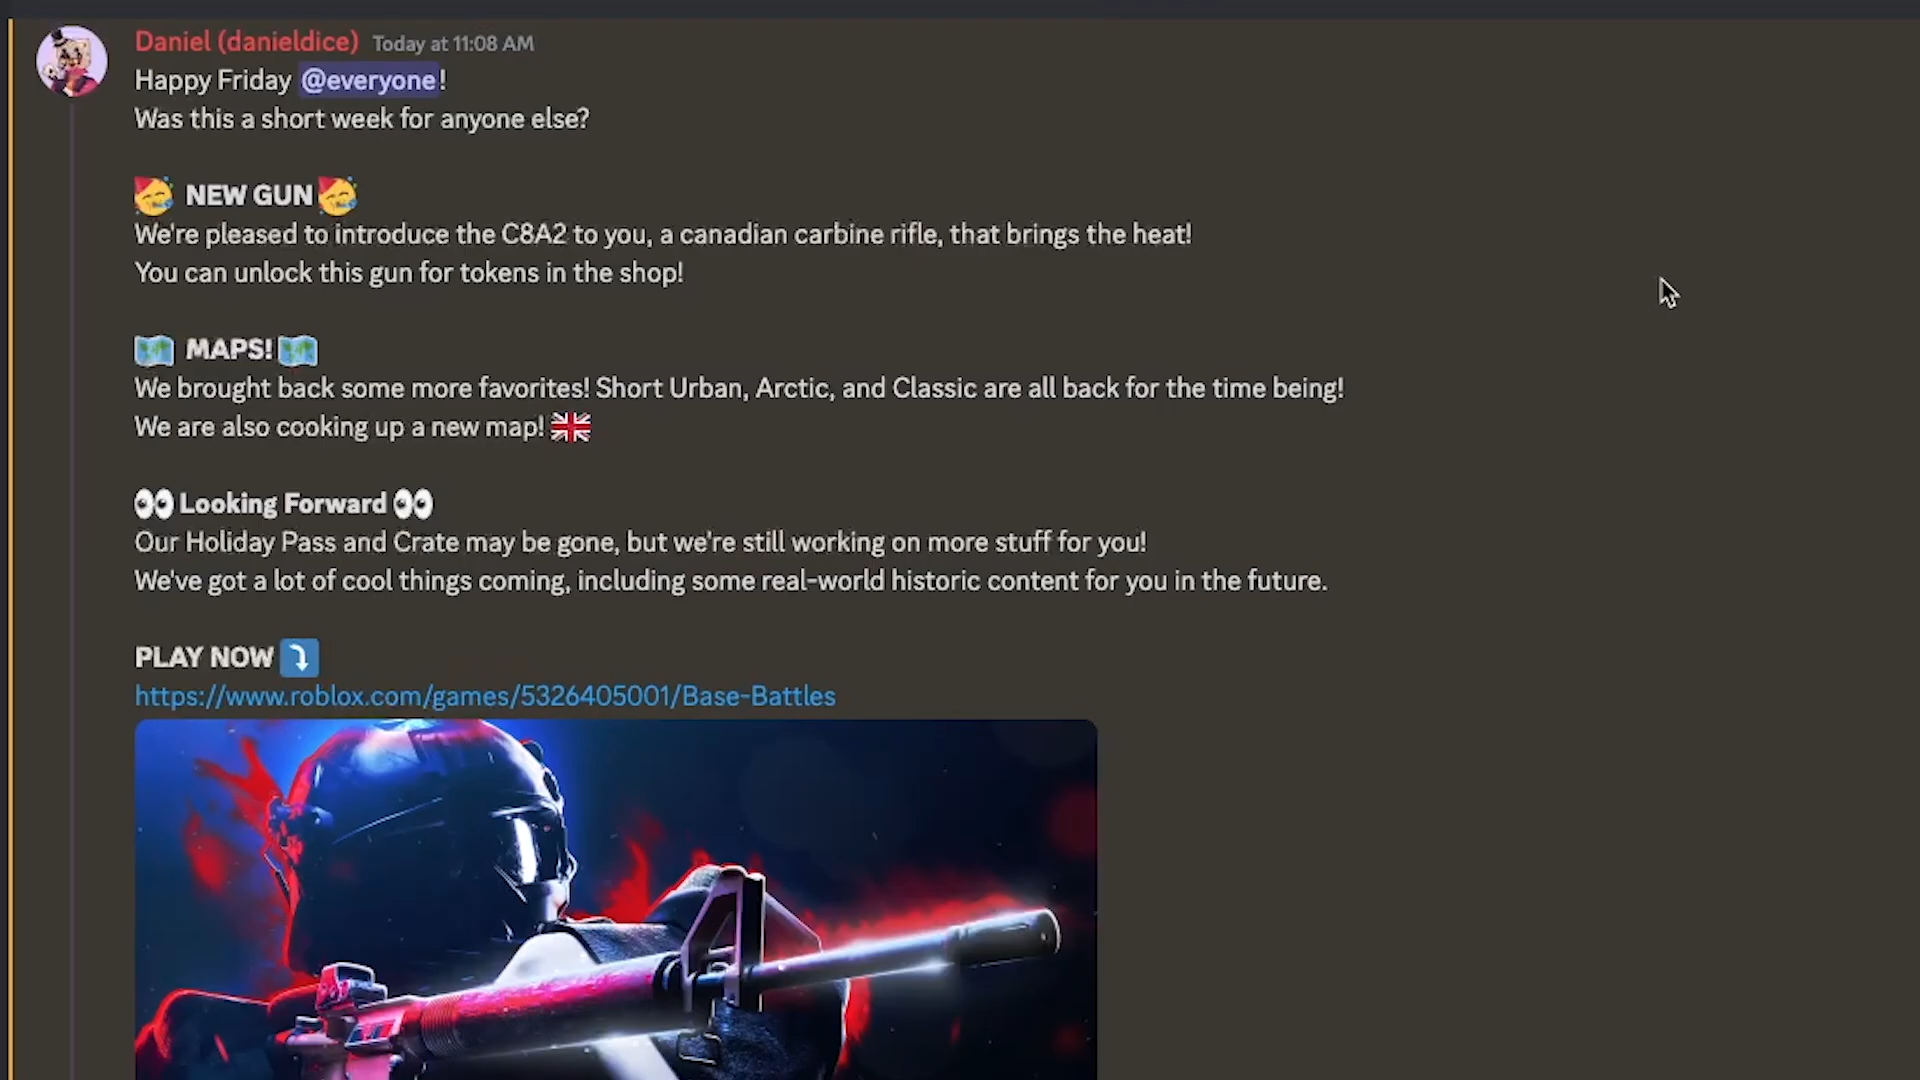 Daniel (danieldice) Today at 11:08 AM
Happy Friday @everyone!
Was this a short week for anyone else?
🥳 NEW GUN 🥳
We're pleased to introduce the C8A2 to you, a canadian carbine rifle, that brings the heat!
You can unlock this gun for tokens in the shop!
🗺️ MAPS! 🗺️
We brought back some more favorites! Short Urban, Arctic, and Classic are all back for the time being!
We are also cooking up a new map! 🇬🇧
👀 Looking Forward 👀
Our Holiday Pass and Crate may be gone, but we're still working on more stuff for you!
We've got a lot of cool things coming, including some real-world historic content for you in the future.
PLAY NOW ⤵️
https://www.roblox.com/games/5326405001/Base-Battles